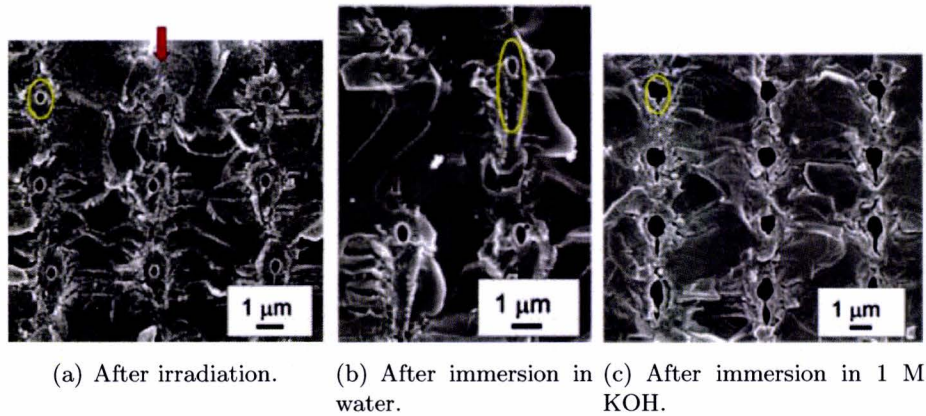 1 μm
1 μm
1 μm
(a) After irradiation.
(b) After immersion in
water.
(c) After immersion in 1 M
KOH.